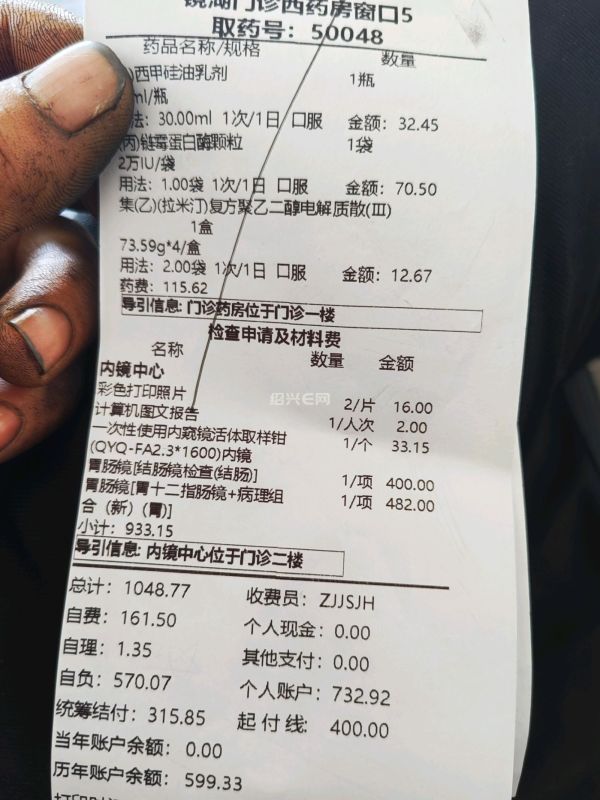 镜湖门诊西药房窗口5
取药号：50048
药品名称/规格 数量
)西甲硅油乳剂 1瓶
ml/瓶
法：30.00ml 1次/1日 口服 金额：32.45
(丙)链霉蛋白酶颗粒 1袋
2万IU/袋
用法：1.00袋 1次/1日 口服 金额：70.50
集(乙)(拉米汀)复方聚乙二醇电解质散(III)
1盒
73.59g*4/盒
用法：2.00袋 1次/1日 口服 金额：12.67
药费：115.62
导引信息: 门诊药房位于门诊一楼
检查申请及材料费
名称 数量 金额
内镜中心
彩色打印照片 2/片 16.00
计算机图文报告 1/人次 2.00
一次性使用内窥镜活体取样钳 1/个 33.15
(QYQ-FA2.3*1600)内镜
胃肠镜[结肠镜检查(结肠)] 1/项 400.00
胃肠镜[胃十二指肠镜+病理组 1/项 482.00
合（新）(胃)]
小计：933.15
导引信息: 内镜中心位于门诊二楼
总计：1048.77 收费员：ZJJSJH
自费：161.50 个人现金：0.00
自理：1.35 其他支付：0.00
自负：570.07 个人账户：732.92
统筹结付：315.85 起付线：400.00
当年账户余额：0.00
历年账户余额：599.33
绍兴E网